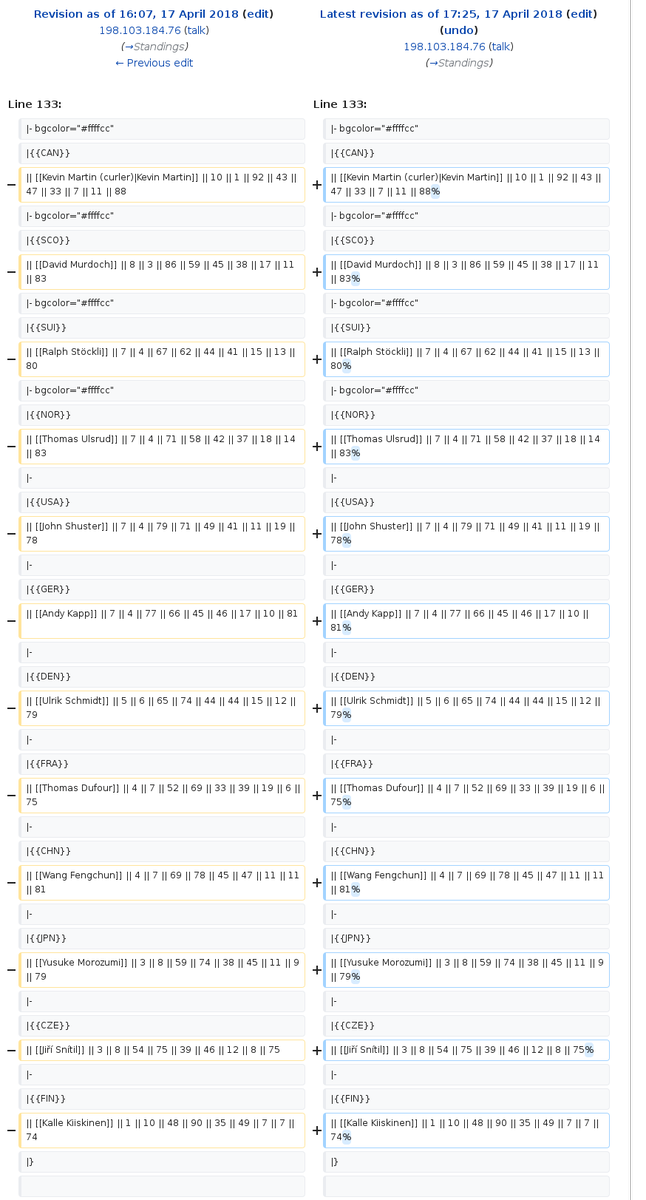 Revision as of 16:07, 17 April 2018 (edit)
198.103.184.76 (talk)
(→Standings)
← Previous edit
Line 133:
|- bgcolor="#ffffcc"
|{{CAN}}
− || [[Kevin Martin (curler)|Kevin Martin]] || 10 || 1 || 92 || 43 ||
47 || 33 || 7 || 11 || 88
|- bgcolor="#ffffcc"
|{{SCO}}
− || [[David Murdoch]] || 8 || 3 || 86 || 59 || 45 || 38 || 17 || 11
|| 83
|- bgcolor="#ffffcc"
|{{SUI}}
− || [[Ralph Stöckli]] || 7 || 4 || 67 || 62 || 44 || 41 || 15 || 13 ||
80
|- bgcolor="#ffffcc"
|{{NOR}}
− || [[Thomas Ulsrud]] || 7 || 4 || 71 || 58 || 42 || 37 || 18 || 14
|| 83
|-
|{{USA}}
− || [[John Shuster]] || 7 || 4 || 79 || 71 || 49 || 41 || 11 || 19 ||
78
|-
|{{GER}}
− || [[Andy Kapp]] || 7 || 4 || 77 || 66 || 45 || 46 || 17 || 10 || 81
|-
|{{DEN}}
− || [[Ulrik Schmidt]] || 5 || 6 || 65 || 74 || 44 || 44 || 15 || 12 ||
79
|-
|{{FRA}}
− || [[Thomas Dufour]] || 4 || 7 || 52 || 69 || 33 || 39 || 19 || 6 ||
75
|-
|{{CHN}}
− || [[Wang Fengchun]] || 4 || 7 || 69 || 78 || 45 || 47 || 11 || 11
|| 81
|-
|{{JPN}}
− || [[Yusuke Morozumi]] || 3 || 8 || 59 || 74 || 38 || 45 || 11 || 9
|| 79
|-
|{{CZE}}
− || [[Jiří Snítil]] || 3 || 8 || 54 || 75 || 39 || 46 || 12 || 8 || 75
|-
|{{FIN}}
− || [[Kalle Kiiskinen]] || 1 || 10 || 48 || 90 || 35 || 49 || 7 || 7 ||
74
|}
Latest revision as of 17:25, 17 April 2018 (edit)
(undo)
198.103.184.76 (talk)
(→Standings)
Line 133:
|- bgcolor="#ffffcc"
|{{CAN}}
+ || [[Kevin Martin (curler)|Kevin Martin]] || 10 || 1 || 92 || 43 ||
47 || 33 || 7 || 11 || 88%
|- bgcolor="#ffffcc"
|{{SCO}}
+ || [[David Murdoch]] || 8 || 3 || 86 || 59 || 45 || 38 || 17 || 11
|| 83%
|- bgcolor="#ffffcc"
|{{SUI}}
+ || [[Ralph Stöckli]] || 7 || 4 || 67 || 62 || 44 || 41 || 15 || 13 ||
80%
|- bgcolor="#ffffcc"
|{{NOR}}
+ || [[Thomas Ulsrud]] || 7 || 4 || 71 || 58 || 42 || 37 || 18 || 14
|| 83%
|-
|{{USA}}
+ || [[John Shuster]] || 7 || 4 || 79 || 71 || 49 || 41 || 11 || 19 ||
78%
|-
|{{GER}}
+ || [[Andy Kapp]] || 7 || 4 || 77 || 66 || 45 || 46 || 17 || 10 ||
81%
|-
|{{DEN}}
+ || [[Ulrik Schmidt]] || 5 || 6 || 65 || 74 || 44 || 44 || 15 || 12 ||
79%
|-
|{{FRA}}
+ || [[Thomas Dufour]] || 4 || 7 || 52 || 69 || 33 || 39 || 19 || 6 ||
75%
|-
|{{CHN}}
+ || [[Wang Fengchun]] || 4 || 7 || 69 || 78 || 45 || 47 || 11 || 11
|| 81%
|-
|{{JPN}}
+ || [[Yusuke Morozumi]] || 3 || 8 || 59 || 74 || 38 || 45 || 11 || 9
|| 79%
|-
|{{CZE}}
+ || [[Jiří Snítil]] || 3 || 8 || 54 || 75 || 39 || 46 || 12 || 8 || 75%
|-
|{{FIN}}
+ || [[Kalle Kiiskinen]] || 1 || 10 || 48 || 90 || 35 || 49 || 7 || 7 ||
74%
|}